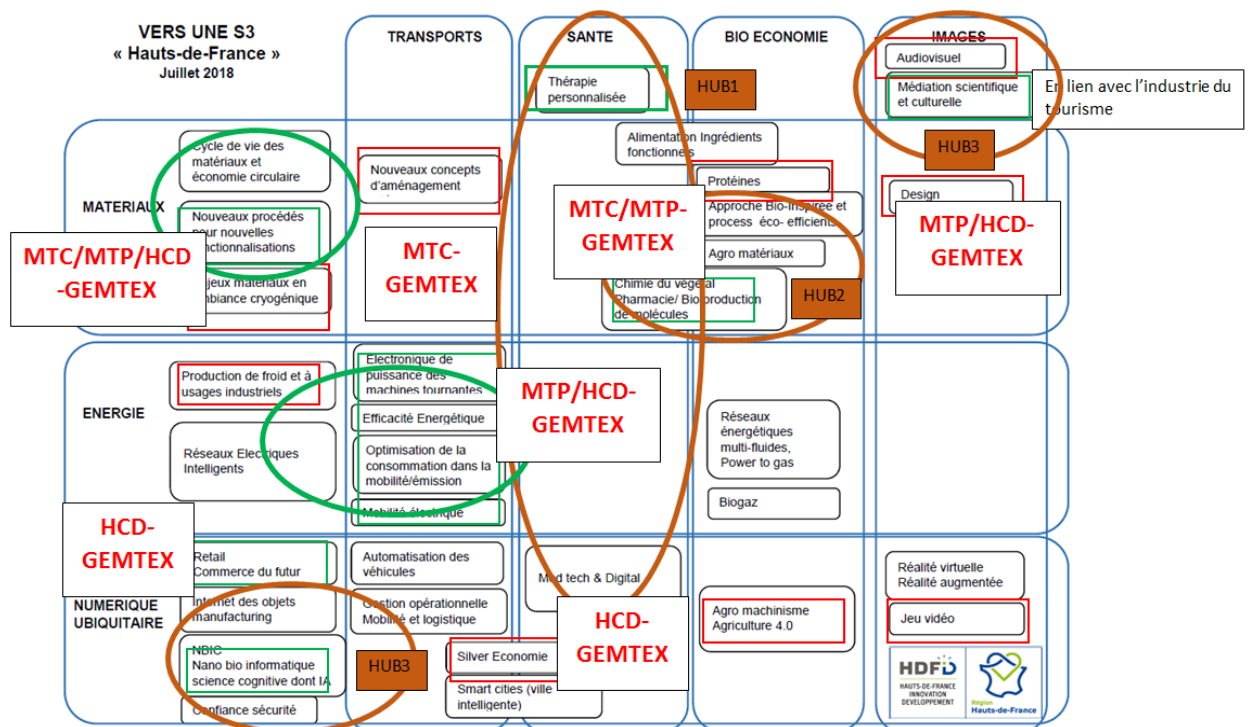 VERS UNE S3
« Hauts-de-France »
Juillet 2018
TRANSPORTS
SANTE
BIO ECONOMIE
IMAGES
Thérapie
personnalisée
HUB1
Audiovisuel
Médiation scientifique
et culturelle
En lien avec l'industrie du
tourisme
HUB3
MATERIAUX
Cycle de vie des
matériaux et
économie circulaire
Nouveaux procédés
pour nouvelles
fonctionnalisations
MTC/MTP/HCD
-GEMTEX
matériaux en
cryogénique
Nouveaux concepts
d'aménagement
MTC-
GEMTEX
Alimentation Ingrédients
fonctionnels
Protéines
Approche Bio-Inspirée et
process éco- efficients
Agro matériaux
Chimie du végétal
Pharmacie/ Bio production
de molécules
MTC/MTP-
GEMTEX
HUB2
Design
MTP/HCD-
GEMTEX
ENERGIE
Production de froid et à
usages industriels
Réseaux Electriques
Intelligents
Electronique de
puissance des
machines tournantes
Efficacité Energétique
Optimisation de la
consommation dans la
mobilité/émission
Mobilité électrique
MTP/HCD-
GEMTEX
Réseaux
énergétiques
multi-fluides,
Power to gas
Biogaz
HCD-
GEMTEX
NUMERIQUE
UBIQUITAIRE
Retail
Commerce du futur
Internet des objets
manufacturing
NBIC
Nano bio informatique
science cognitive dont IA
Confiance sécurité
HUB3
Automatisation des
véhicules
Gestion opérationnelle
Mobilité et logistique
Silver Economie
Smart cities (ville
intelligente)
Med tech & Digital
HCD-
GEMTEX
Agro machinisme
Agriculture 4.0
Réalité virtuelle
Réalité augmentée
Jeu vidéo
HDFiD
HAUTS-DE-FRANCE
INNOVATION
DEVELOPPEMENT
Région
Hauts-de-France